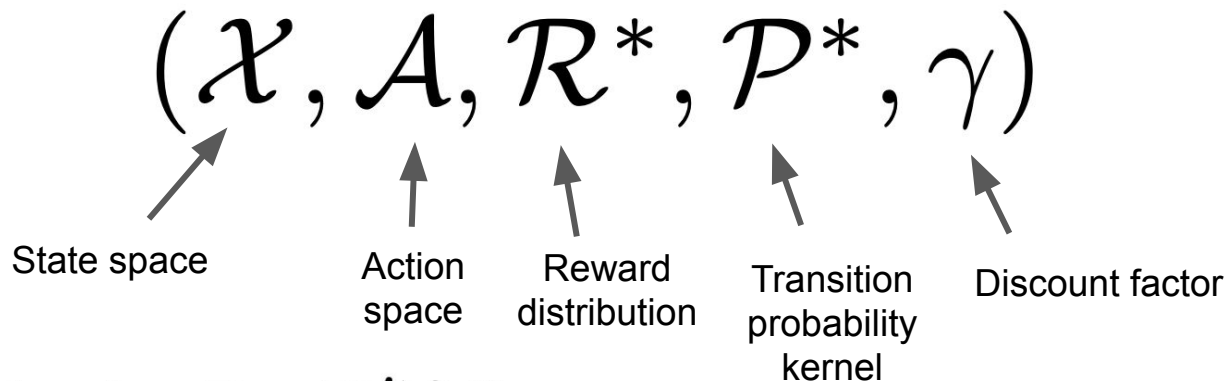 (𝒳, 𝒜, ℛ*, 𝒫*, γ)
State space
Action
space
Reward
distribution
Transition
probability
kernel
Discount factor